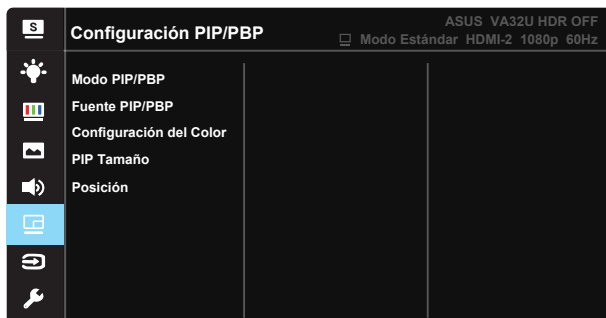 S
Configuración PIP/PBP
ASUS VA32U HDR OFF
Modo Estándar HDMI-2 1080p 60Hz
Modo PIP/PBP
Fuente PIP/PBP
Configuración del Color
PIP Tamaño
Posición